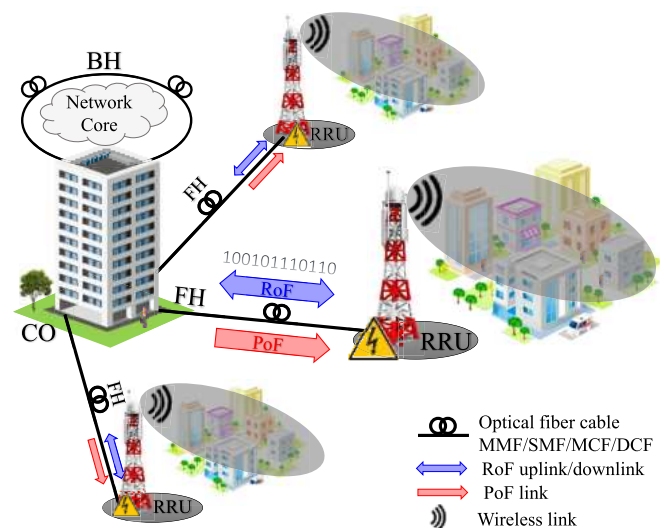 BH
Network
Core
RRU
FH
100101110110
RoF
FH
CO
PoF
RRU
FH
RRU
Optical fiber cable
MMF/SMF/MCF/DCF
RoF uplink/downlink
PoF link
Wireless link